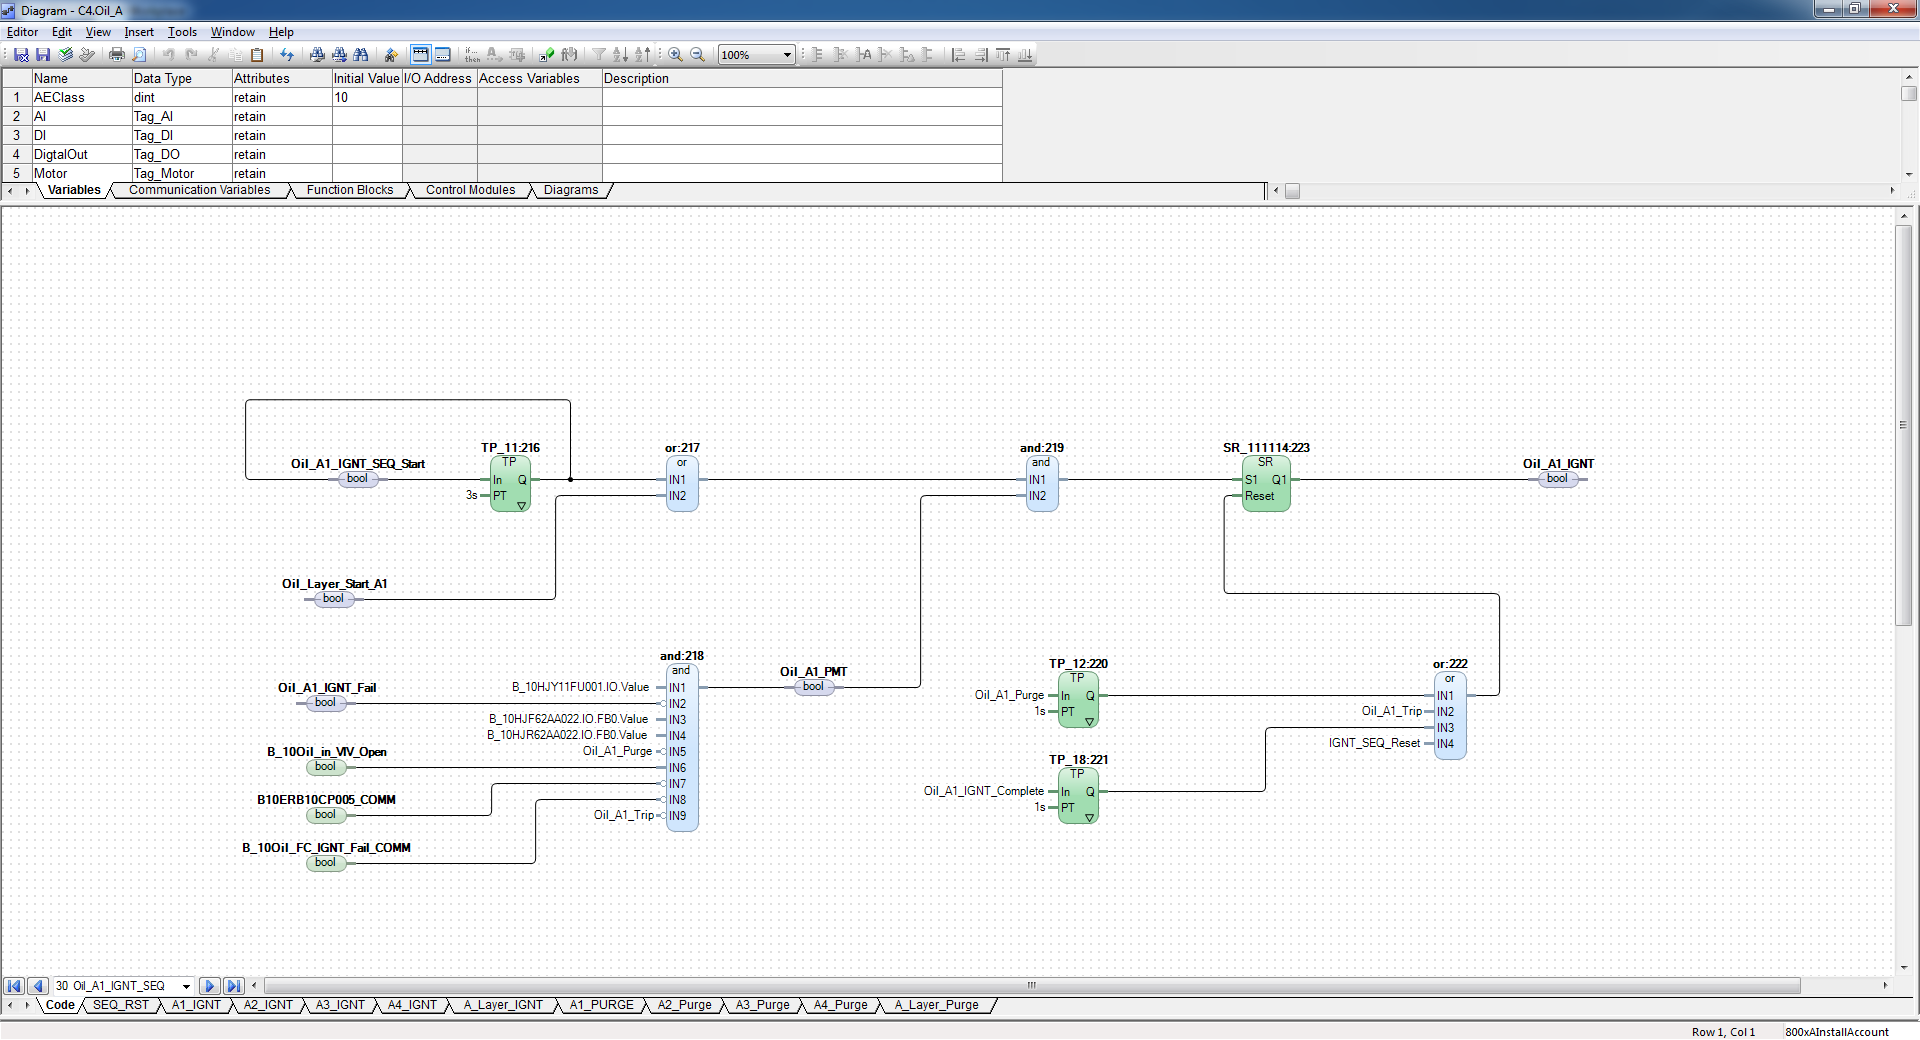 Diagram - C4.Oil_A
Editor Edit View Insert Tools Window Help
100%
Name Data Type Attributes Initial Value I/O Address Access Variables Description
1 AEClass dint retain 10
2 AI Tag_AI retain
3 DI Tag_DI retain
4 DigtalOut Tag_DO retain
5 Motor Tag_Motor retain
Variables Communication Variables Function Blocks Control Modules Diagrams
TP_11:216 or:217 and:219 SR_111114:223
Oil_A1_IGNT_SEQ_Start TP or and SR Oil_A1_IGNT
bool In Q IN1 IN1 S1 Q1 bool
3s PT IN2 IN2 Reset
Oil_Layer_Start_A1
bool
and:218 TP_12:220 or:222
and Oil_A1_PMT TP or
Oil_A1_IGNT_Fail B_10HJY11FU001.IO.Value IN1 bool Oil_A1_Purge In Q IN1
bool IN2 1s PT Oil_A1_Trip IN2
B_10HJF62AA022.IO.FB0.Value IN3 IN3
B_10HJR62AA022.IO.FB0.Value IN4 IGNT_SEQ_Reset IN4
B_10Oil_in_VIV_Open Oil_A1_Purge IN5 TP_18:221
bool IN6 TP
IN7 Oil_A1_IGNT_Complete In Q
B10ERB10CP005_COMM IN8 1s PT
bool Oil_A1_Trip IN9
B_10Oil_FC_IGNT_Fail_COMM
bool
30 Oil_A1_IGNT_SEQ
Code SEQ_RST A1_IGNT A2_IGNT A3_IGNT A4_IGNT A_Layer_IGNT A1_PURGE A2_Purge A3_Purge A4_Purge A_Layer_Purge
Row 1, Col 1 800xAInstallAccount